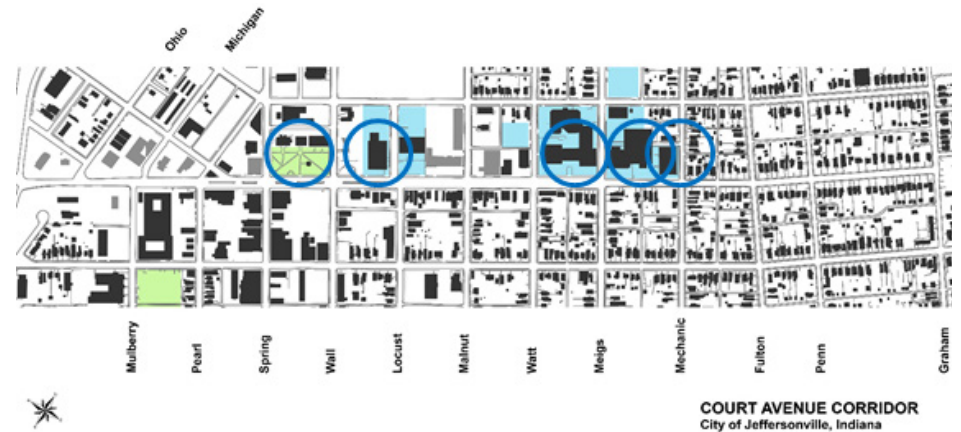 Ohio
Michigan
Mulberry
Pearl
Spring
Wall
Locust
Malnut
Watt
Meigs
Mechanic
Fulton
Penn
Graham
COURT AVENUE CORRIDOR
City of Jeffersonville, Indiana